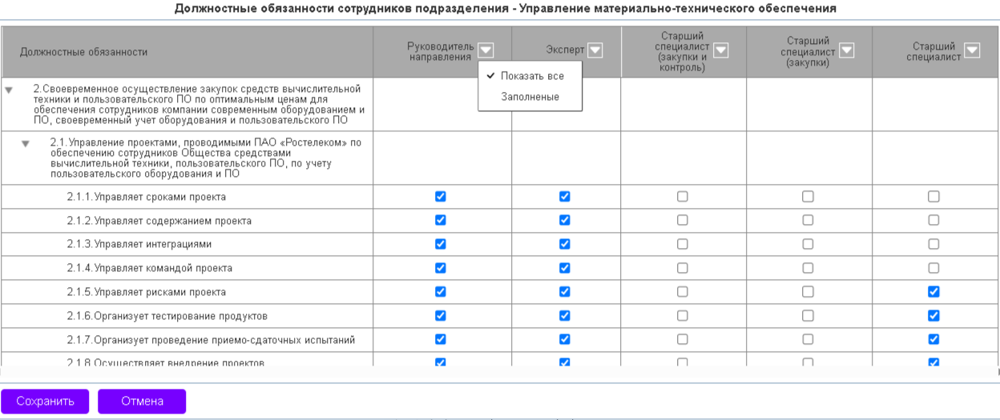 Должностные обязанности сотрудников подразделения - Управление материально-технического обеспечения
Должностные обязанности
Руководитель
направления
Эксперт
Старший
специалист
(закупки и
контроль)
Старший
специалист
(закупки)
Старший
специалист
Показать все
Заполненые
2.Своевременное осуществление закупок средств вычислительной
техники и пользовательского ПО по оптимальным ценам для
обеспечения сотрудников компании современным оборудованием и
ПО, своевременный учет оборудования и пользовательского ПО
2.1.Управление проектами, проводимыми ПАО «Ростелеком» по
обеспечению сотрудников Общества средствами
вычислительной техники, пользовательского ПО, по учету
пользовательского оборудования и ПО
2.1.1.Управляет сроками проекта
2.1.2.Управляет содержанием проекта
2.1.3.Управляет интеграциями
2.1.4.Управляет командой проекта
2.1.5.Управляет рисками проекта
2.1.6.Организует тестирование продуктов
2.1.7.Организует проведение приемо-сдаточных испытаний
2.1.8.Осуществляет внедрение проектов
Сохранить
Отмена